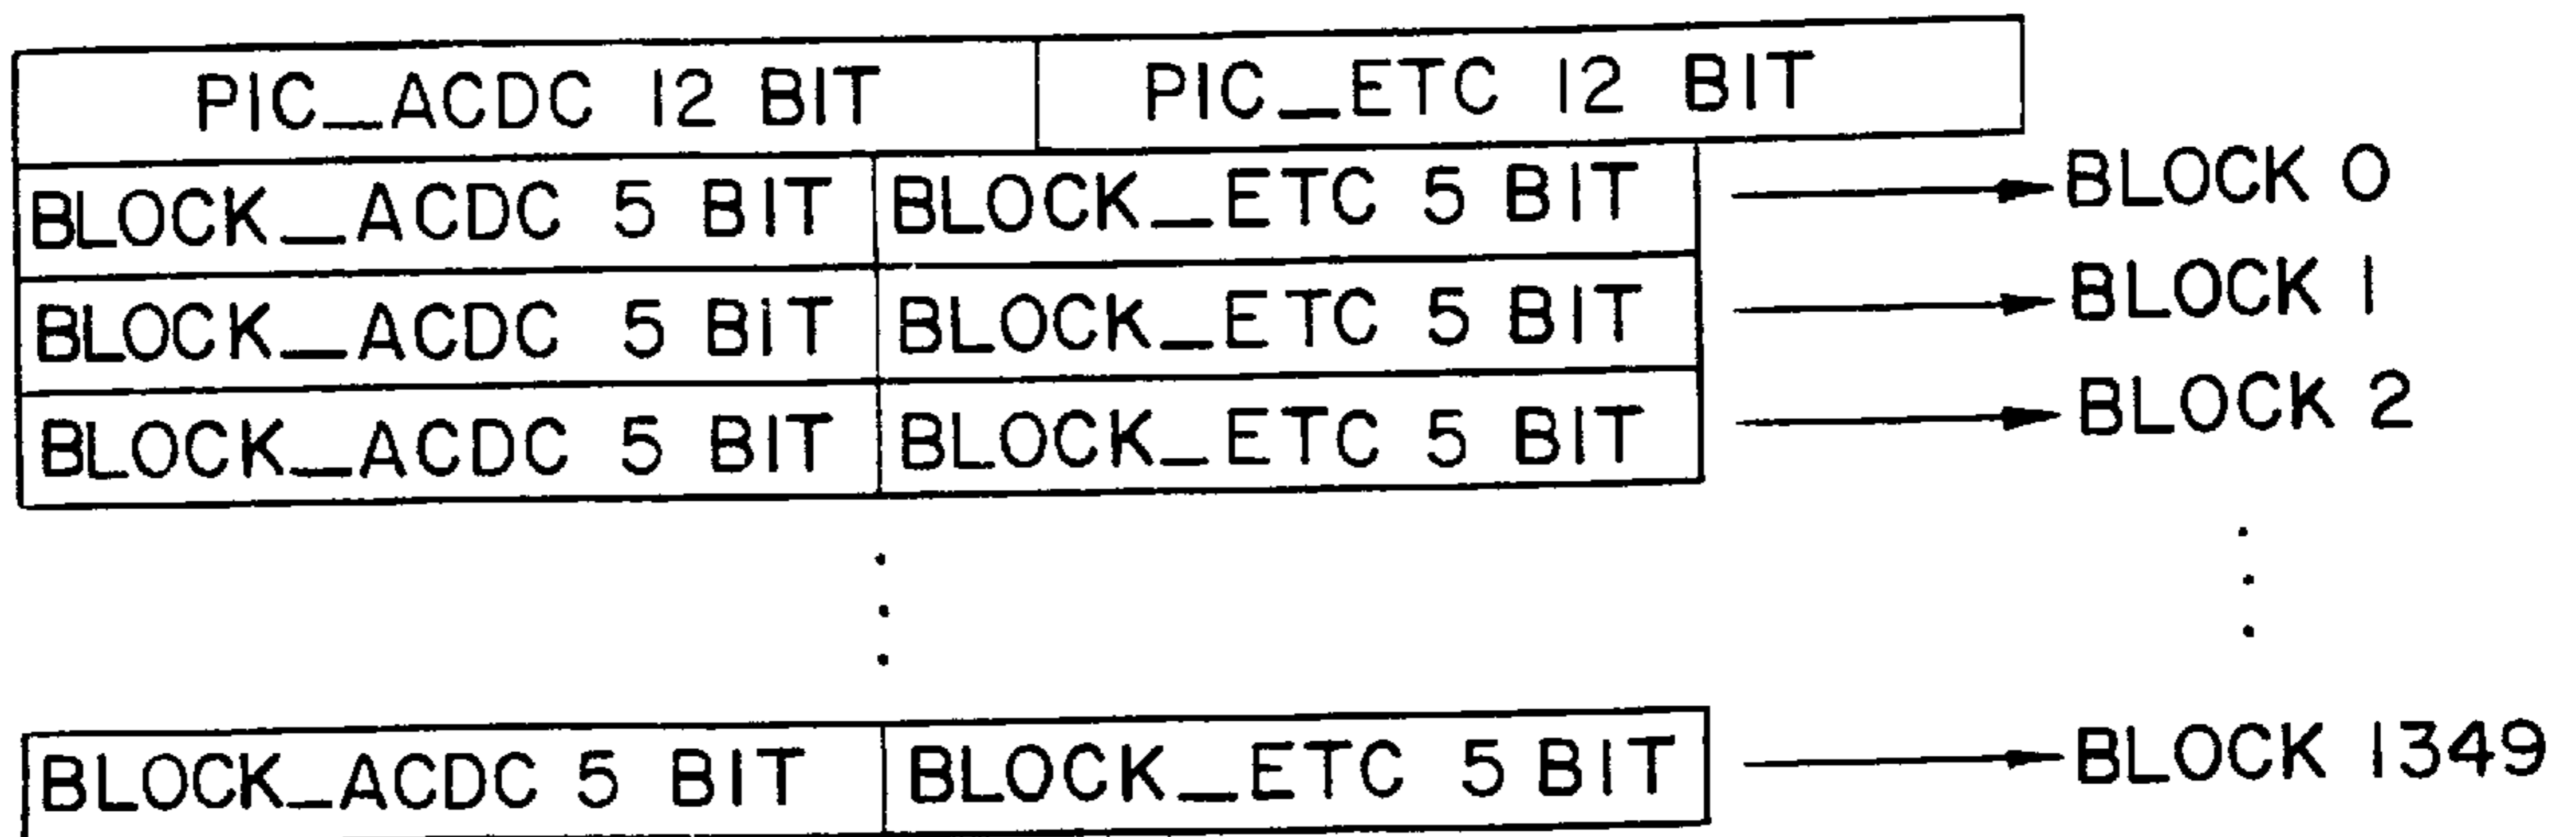 PIC_ACDC 12 BIT PIC_ETC 12 BIT
BLOCK_ACDC 5 BIT BLOCK_ETC 5 BIT BLOCK 0
BLOCK_ACDC 5 BIT BLOCK_ETC 5 BIT BLOCK 1
BLOCK_ACDC 5 BIT BLOCK_ETC 5 BIT BLOCK 2
BLOCK_ACDC 5 BIT BLOCK_ETC 5 BIT BLOCK 1349